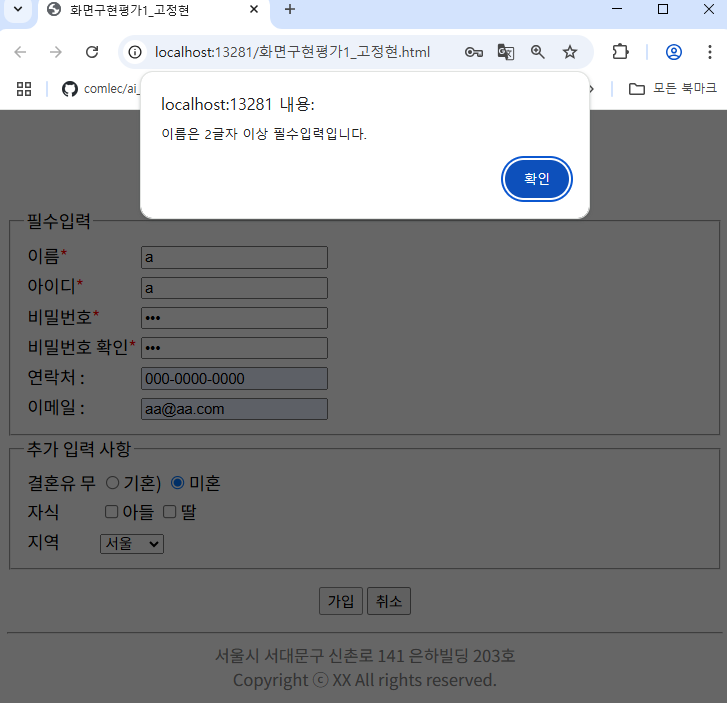 화면구현평가1_고정현
localhost:13281/화면구현평가1_고정현.html
comlec/ai_
모든 북마크
localhost:13281 내용:
이름은 2글자 이상 필수입력입니다.
확인
필수입력
이름* a
아이디* a
비밀번호* •••
비밀번호 확인* •••
연락처 : 000-0000-0000
이메일 : aa@aa.com
추가 입력 사항
결혼유 무 기혼) 미혼
자식 아들 딸
지역 서울
가입 취소
서울시 서대문구 신촌로 141 은하빌딩 203호
Copyright ⓒ XX All rights reserved.